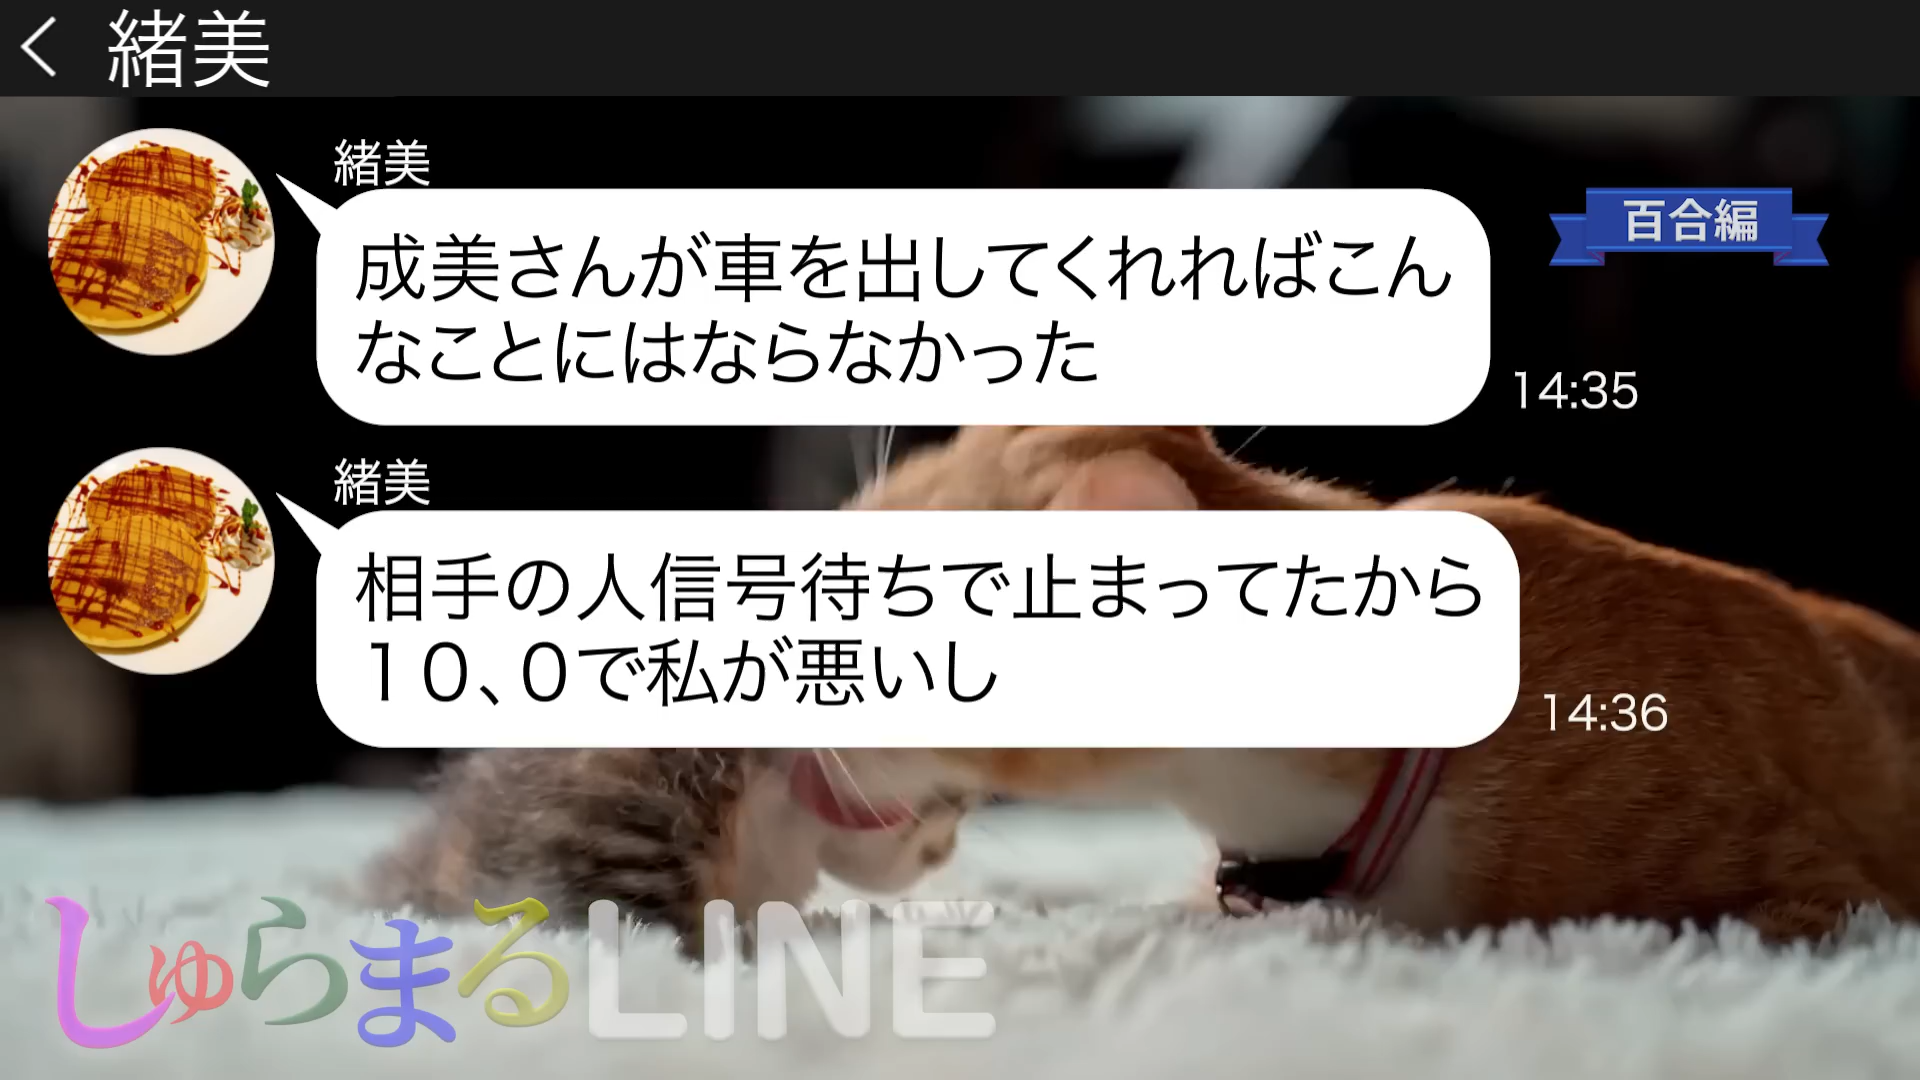 緒美
緒美
百合編
成美さんが車を出してくれればこん
なことにはならなかった
14:35
緒美
相手の人信号待ちで止まってたから
１０、０で私が悪いし
14:36
しゅらまるLINE